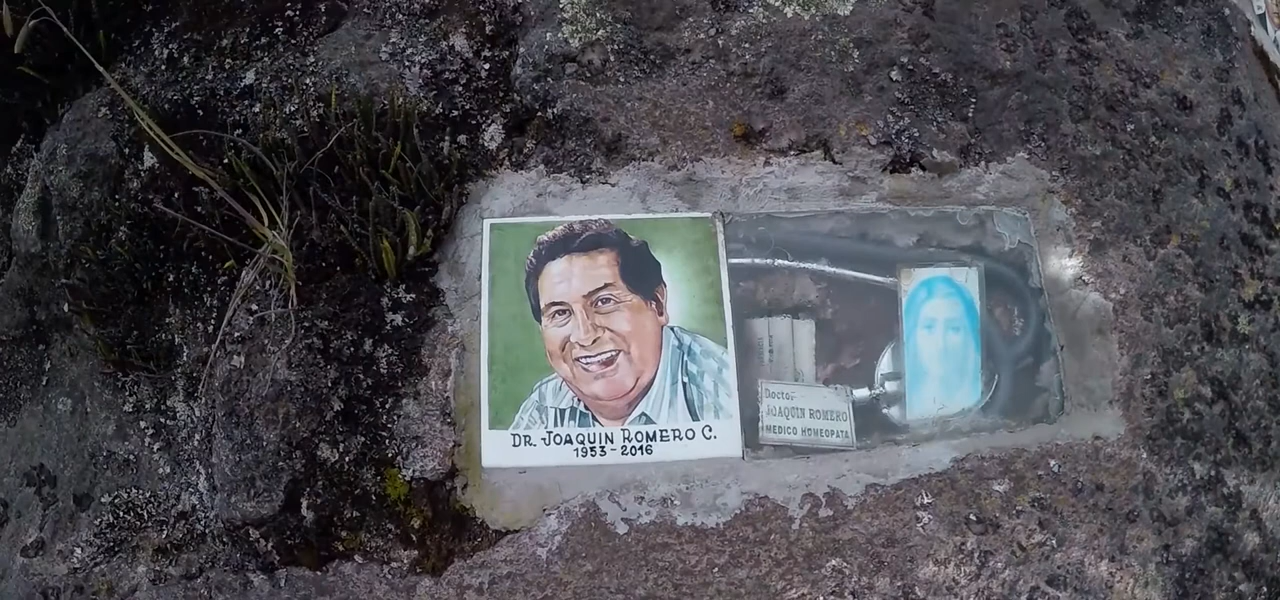 DR. JOAQUIN ROMERO C.
1953-2016
Doctor
JOAQUIN ROMERO
MEDICO HOMEOPATA